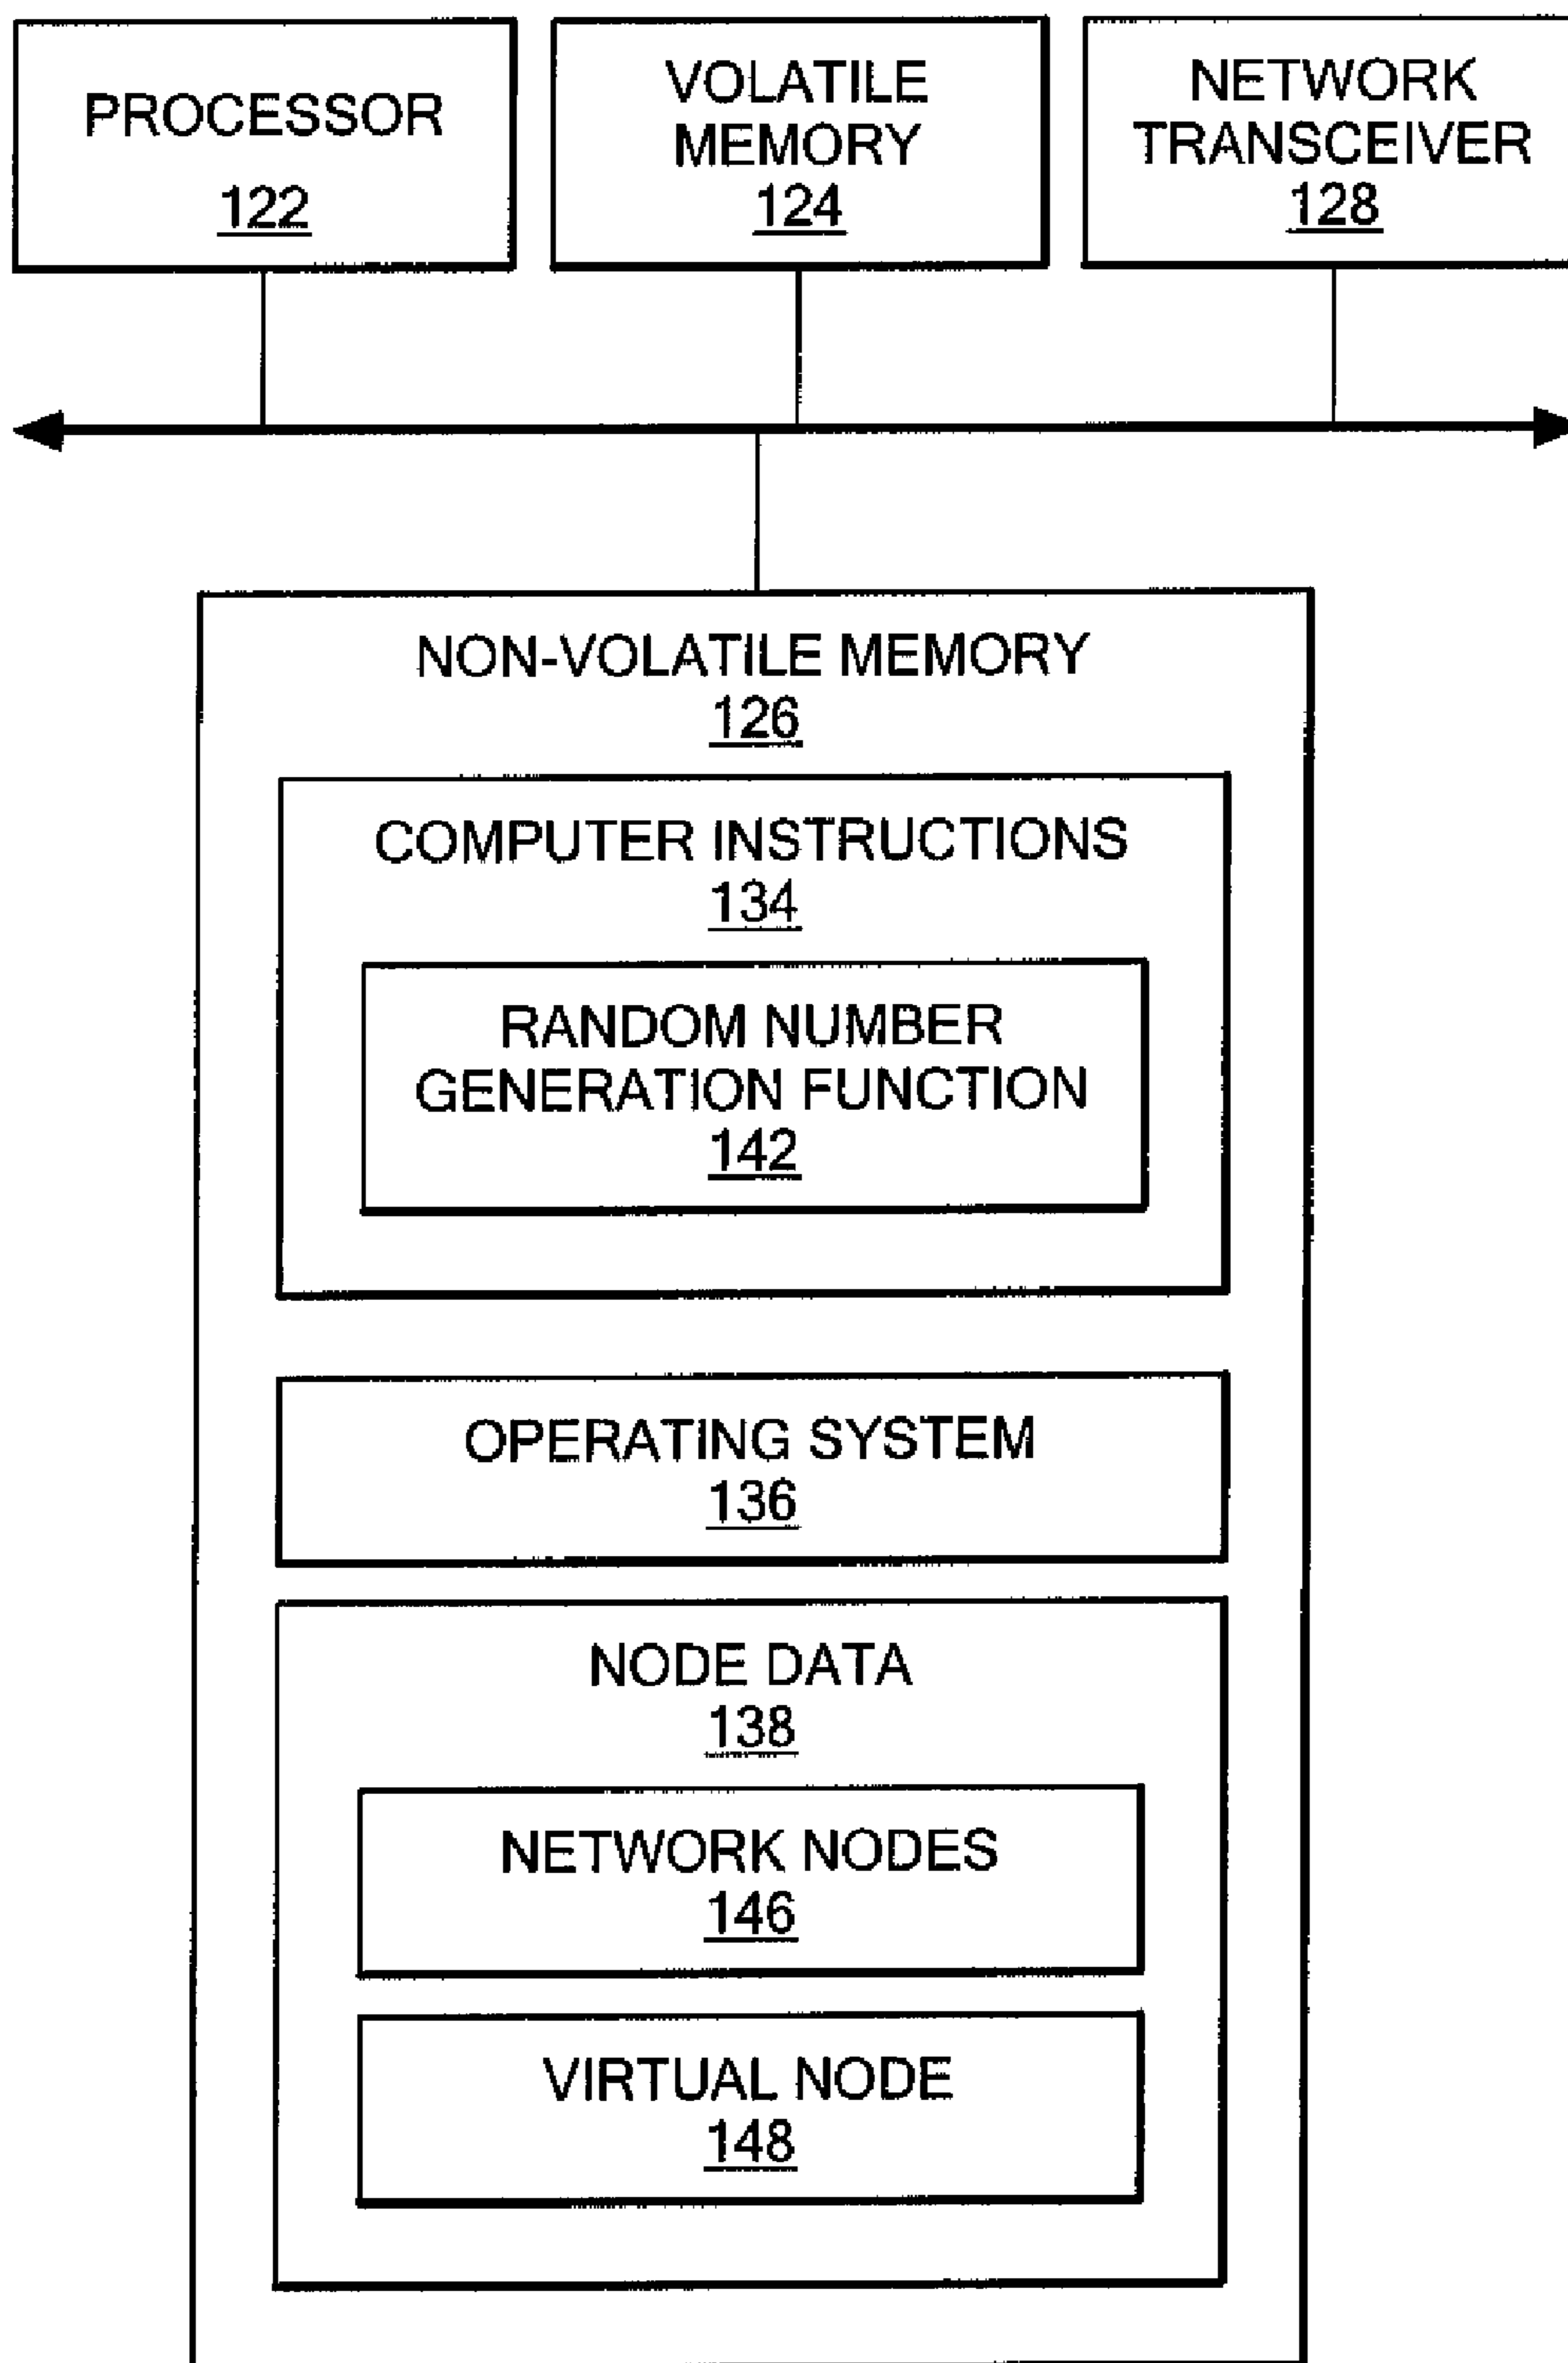 PROCESSOR
122
VOLATILE
MEMORY
124
NETWORK
TRANSCEIVER
128
NON-VOLATILE MEMORY
126
COMPUTER INSTRUCTIONS
134
RANDOM NUMBER
GENERATION FUNCTION
142
OPERATING SYSTEM
136
NODE DATA
138
NETWORK NODES
146
VIRTUAL NODE
148